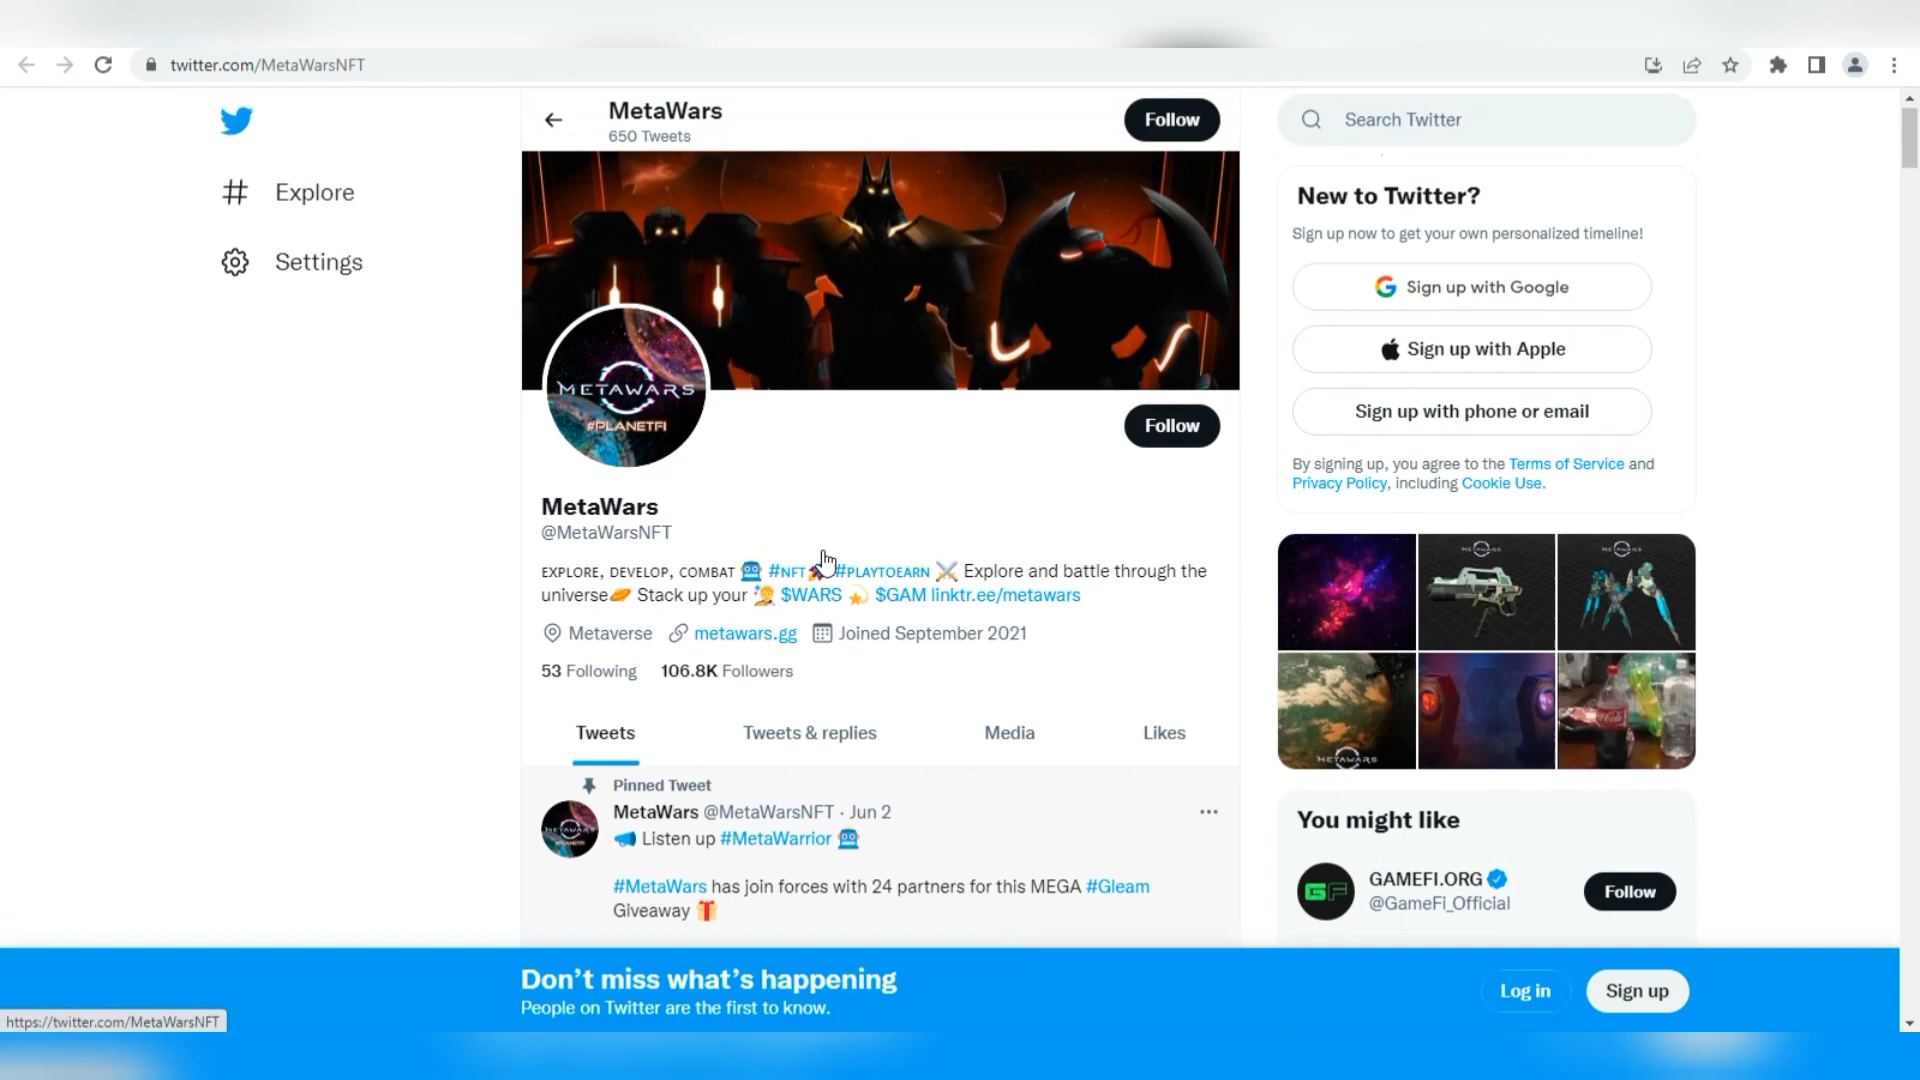 twitter.com/MetaWarsNFT
MetaWars
650 Tweets
Follow
Search Twitter
Explore
Settings
METAWARS
#PLANETFI
Follow
MetaWars
@MetaWarsNFT
EXPLORE, DEVELOP, COMBAT 🤖 #NFT🚀 #PLAYTOEARN ⚔️ Explore and battle through the
universe🪐 Stack up your $WARS 💫 $GAM linktr.ee/metawars
Metaverse metawars.gg Joined September 2021
53 Following 106.8K Followers
Tweets Tweets & replies Media Likes
Pinned Tweet
MetaWars @MetaWarsNFT · Jun 2
📣 Listen up #MetaWarrior 🤖
#MetaWars has join forces with 24 partners for this MEGA #Gleam
Giveaway 🎁
New to Twitter?
Sign up now to get your own personalized timeline!
Sign up with Google
Sign up with Apple
Sign up with phone or email
By signing up, you agree to the Terms of Service and
Privacy Policy, including Cookie Use.
METAWARS
METAWARS
METAWARS
You might like
GF
GAMEFI.ORG
@GameFi_Official
Follow
Don’t miss what’s happening
People on Twitter are the first to know.
Log in
Sign up
https://twitter.com/MetaWarsNFT